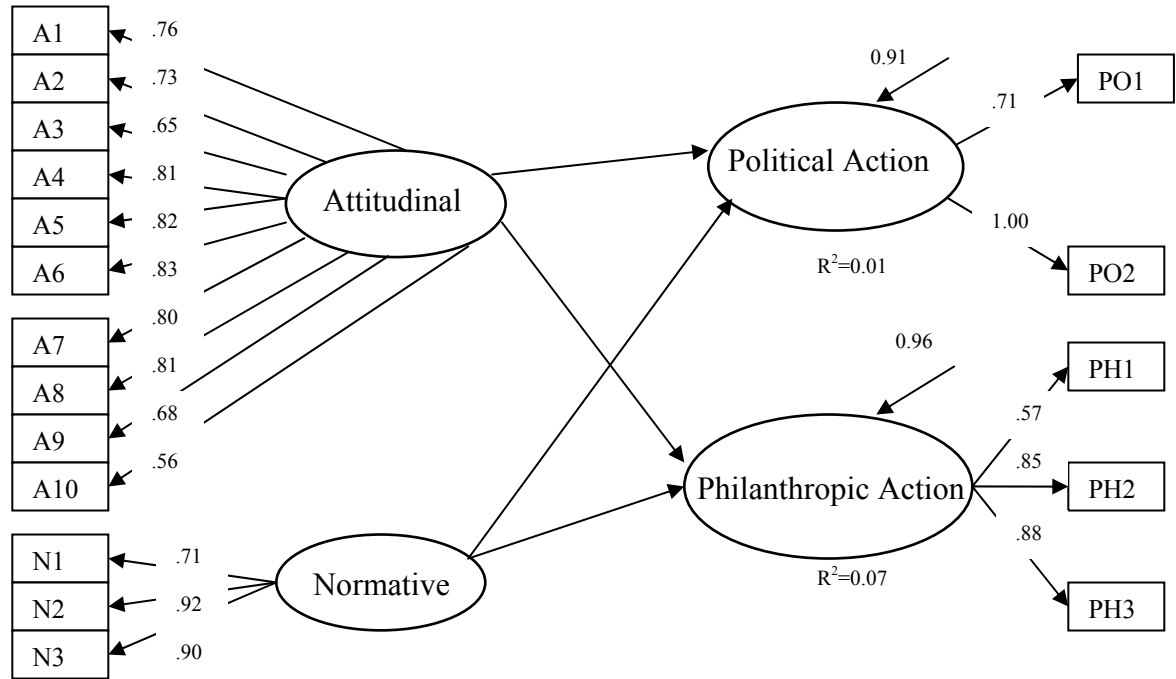 A1
.76
A2
.73
A3
.65
A4
.81
A5
.82
A6
.83
A7
.80
A8
.81
A9
.68
A10
.56
N1
.71
N2
.92
N3
.90
Attitudinal
Normative
0.91
Political Action
R²=0.01
.71
PO1
1.00
PO2
0.96
Philanthropic Action
R²=0.07
.57
PH1
.85
PH2
.88
PH3